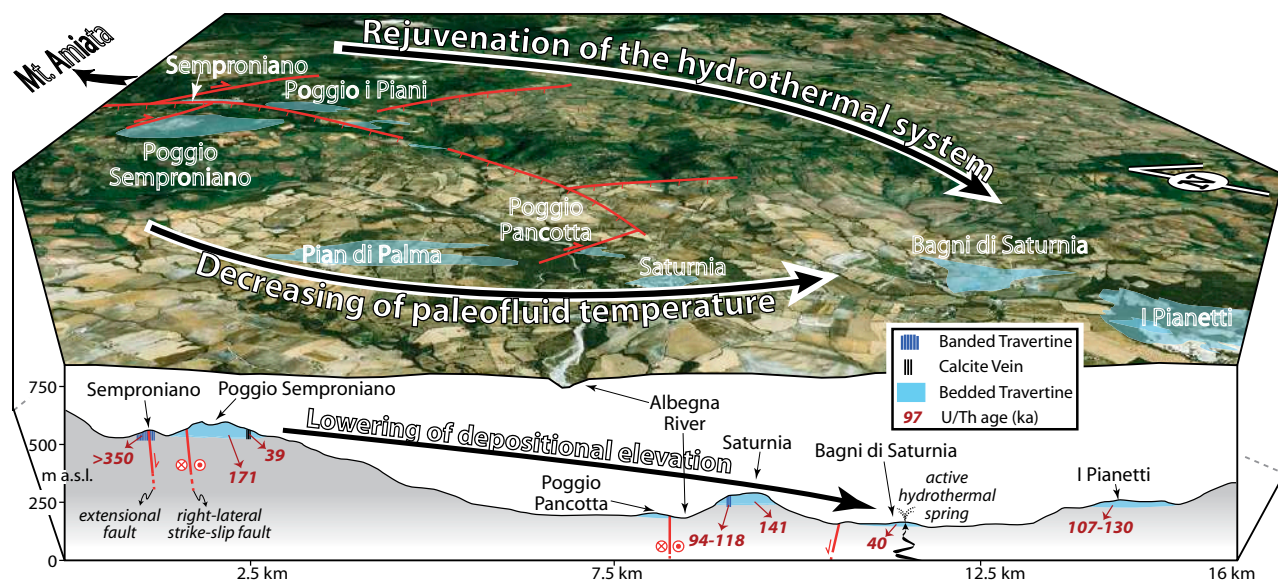 Mt. Amiata
Rejuvenation of the hydrothermal system
Semproniano
Poggio i Piani
Poggio
Semproniano
N
Poggio
Pancotta
Bagni di Saturnia
Pian di Palma
Saturnia
Decreasing of paleofluid temperature
I Pianetti
Banded Travertine
Calcite Vein
Bedded Travertine
97 U/Th age (ka)
750
500
m a.s.l.
250
0
Semproniano
Poggio Semproniano
Albegna
River
Lowering of depositional elevation
Saturnia
Bagni di Saturnia
active
hydrothermal
spring
I Pianetti
>350
171
39
Poggio
Pancotta
extensional
fault
right-lateral
strike-slip fault
94-118
141
40
107-130
2.5 km
7.5 km
12.5 km
16 km